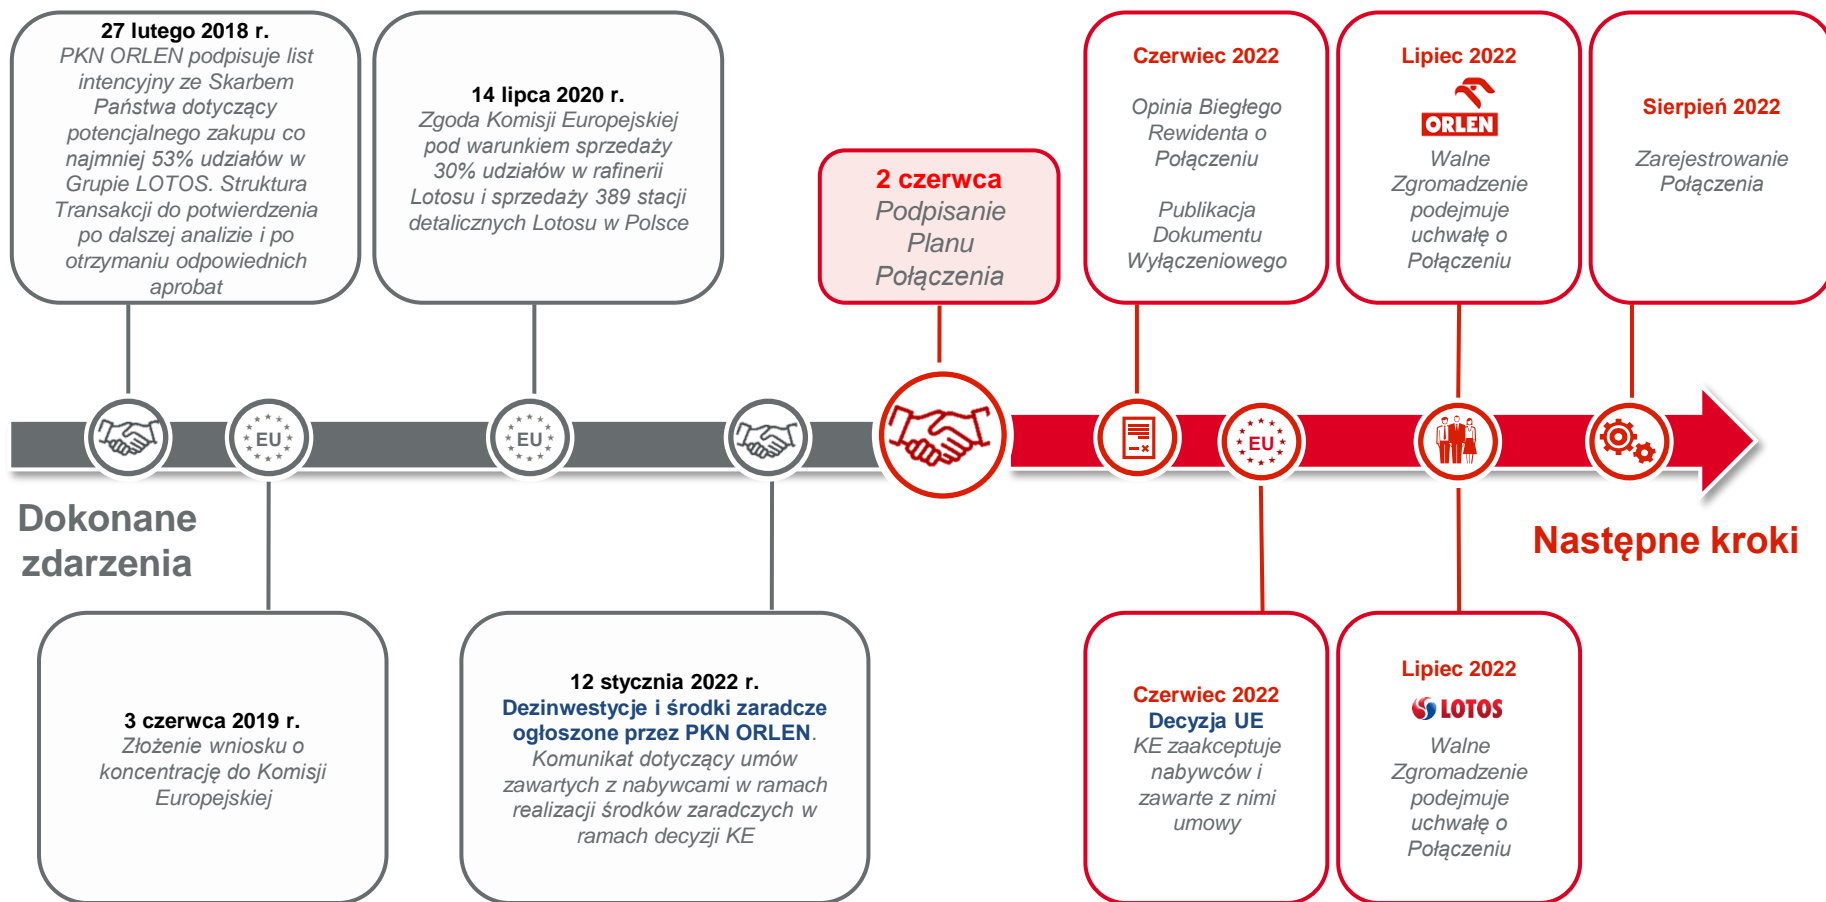 27 lutego 2018 r.
PKN ORLEN podpisuje list
intencyjny ze Skarbem
Państwa dotyczący
potencjalnego zakupu co
najmniej 53% udziałów w
Grupie LOTOS. Struktura
Transakcji do potwierdzenia
po dalszej analizie i po
otrzymaniu odpowiednich
aprobat
14 lipca 2020 r.
Zgoda Komisji Europejskiej
pod warunkiem sprzedaży
30% udziałów w rafinerii
Lotosu i sprzedaży 389 stacji
detalicznych Lotosu w Polsce
2 czerwca
Podpisanie
Planu
Połączenia
Czerwiec 2022
Opinia Biegłego
Rewidenta o
Połączeniu
Publikacja
Dokumentu
Wyłączeniowego
Lipiec 2022
ORLEN
Walne
Zgromadzenie
podejmuje
uchwałę o
Połączeniu
Sierpień 2022
Zarejestrowanie
Połączenia
EU
EU
EU
Dokonane
zdarzenia
Następne kroki
3 czerwca 2019 r.
Złożenie wniosku o
koncentrację do Komisji
Europejskiej
12 stycznia 2022 r.
Dezinwestycje i środki zaradcze
ogłoszone przez PKN ORLEN.
Komunikat dotyczący umów
zawartych z nabywcami w ramach
realizacji środków zaradczych w
ramach decyzji KE
Czerwiec 2022
Decyzja UE
KE zaakceptuje
nabywców i
zawarte z nimi
umowy
Lipiec 2022
LOTOS
Walne
Zgromadzenie
podejmuje
uchwałę o
Połączeniu